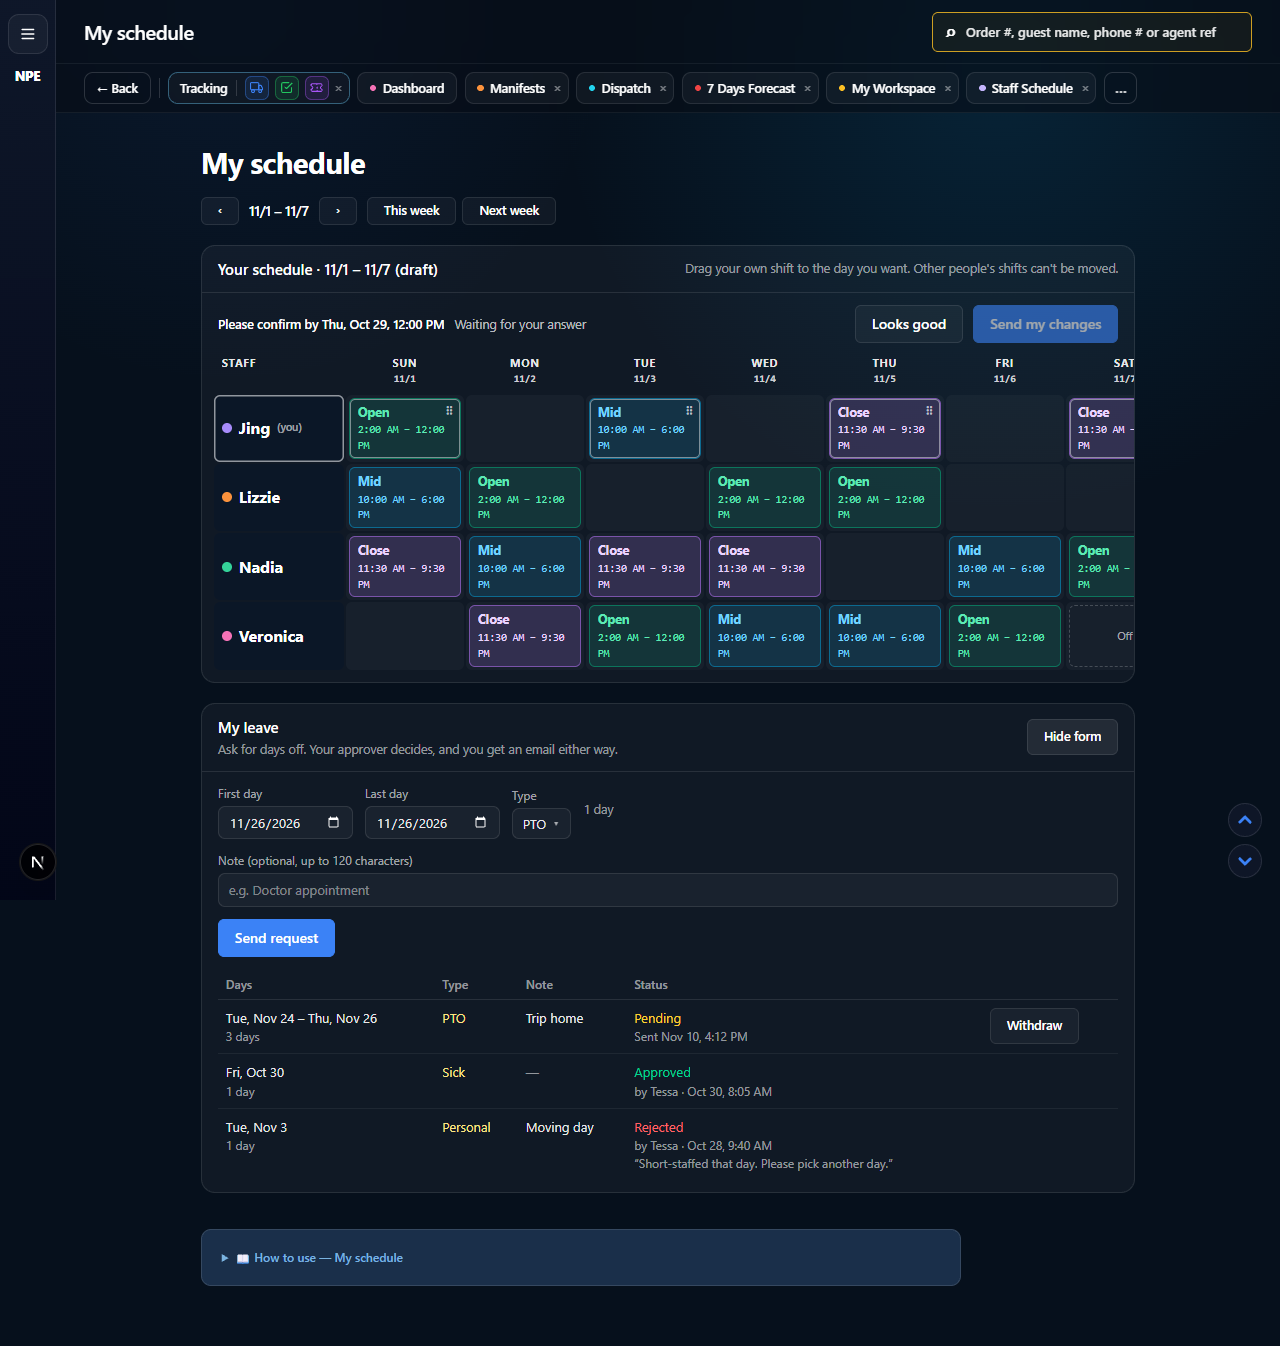 My schedule
Order #, guest name, phone # or agent ref
NPE
← Back
Tracking ×
Dashboard
Manifests ×
Dispatch ×
7 Days Forecast ×
My Workspace ×
Staff Schedule ×
...
My schedule
‹ 11/1 – 11/7 › This week Next week
Your schedule · 11/1 – 11/7 (draft)
Drag your own shift to the day you want. Other people's shifts can't be moved.
Please confirm by Thu, Oct 29, 12:00 PM Waiting for your answer
Looks good
Send my changes
STAFF SUN MON TUE WED THU FRI SAT
11/1 11/2 11/3 11/4 11/5 11/6 11/7
Jing (you)
Open
2:00 AM – 12:00
PM
Mid
10:00 AM – 6:00
PM
Close
11:30 AM – 9:30
PM
Close
11:30 AM –
PM
Lizzie
Mid
10:00 AM – 6:00
PM
Open
2:00 AM – 12:00
PM
Open
2:00 AM – 12:00
PM
Open
2:00 AM – 12:00
PM
Nadia
Close
11:30 AM – 9:30
PM
Mid
10:00 AM – 6:00
PM
Close
11:30 AM – 9:30
PM
Close
11:30 AM – 9:30
PM
Mid
10:00 AM – 6:00
PM
Open
2:00 AM –
PM
Veronica
Close
11:30 AM – 9:30
PM
Open
2:00 AM – 12:00
PM
Mid
10:00 AM – 6:00
PM
Mid
10:00 AM – 6:00
PM
Open
2:00 AM – 12:00
PM
Off
My leave
Ask for days off. Your approver decides, and you get an email either way.
Hide form
First day
11/26/2026
Last day
11/26/2026
Type
PTO
1 day
Note (optional, up to 120 characters)
e.g. Doctor appointment
Send request
Days Type Note Status
Tue, Nov 24 – Thu, Nov 26 PTO Trip home Pending
3 days Sent Nov 10, 4:12 PM
Withdraw
Fri, Oct 30 Sick — Approved
1 day by Tessa · Oct 30, 8:05 AM
Tue, Nov 3 Personal Moving day Rejected
1 day by Tessa · Oct 28, 9:40 AM
“Short-staffed that day. Please pick another day.”
How to use — My schedule
N